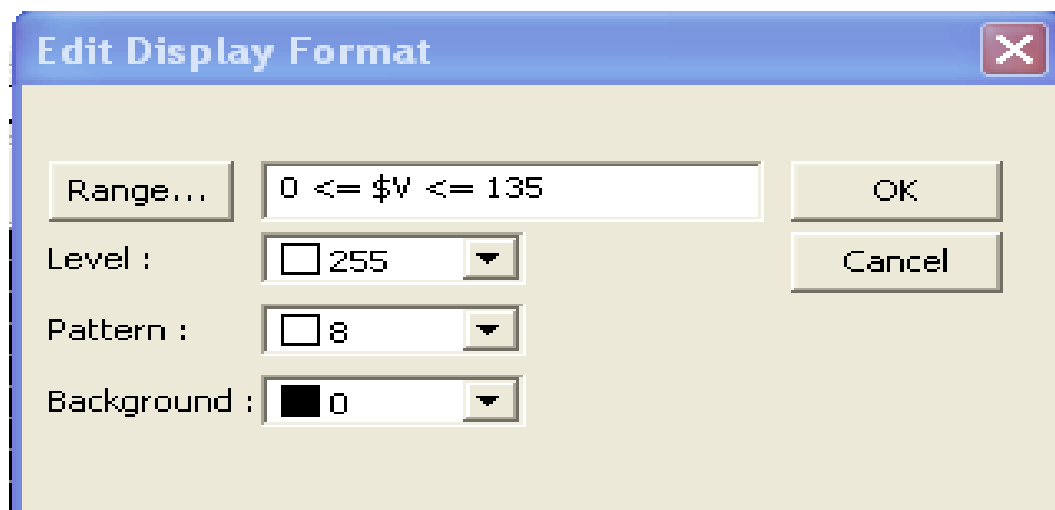 Edit Display Format
Range... 0 <= $V <= 135 OK
Level : 255 Cancel
Pattern : 8
Background : 0